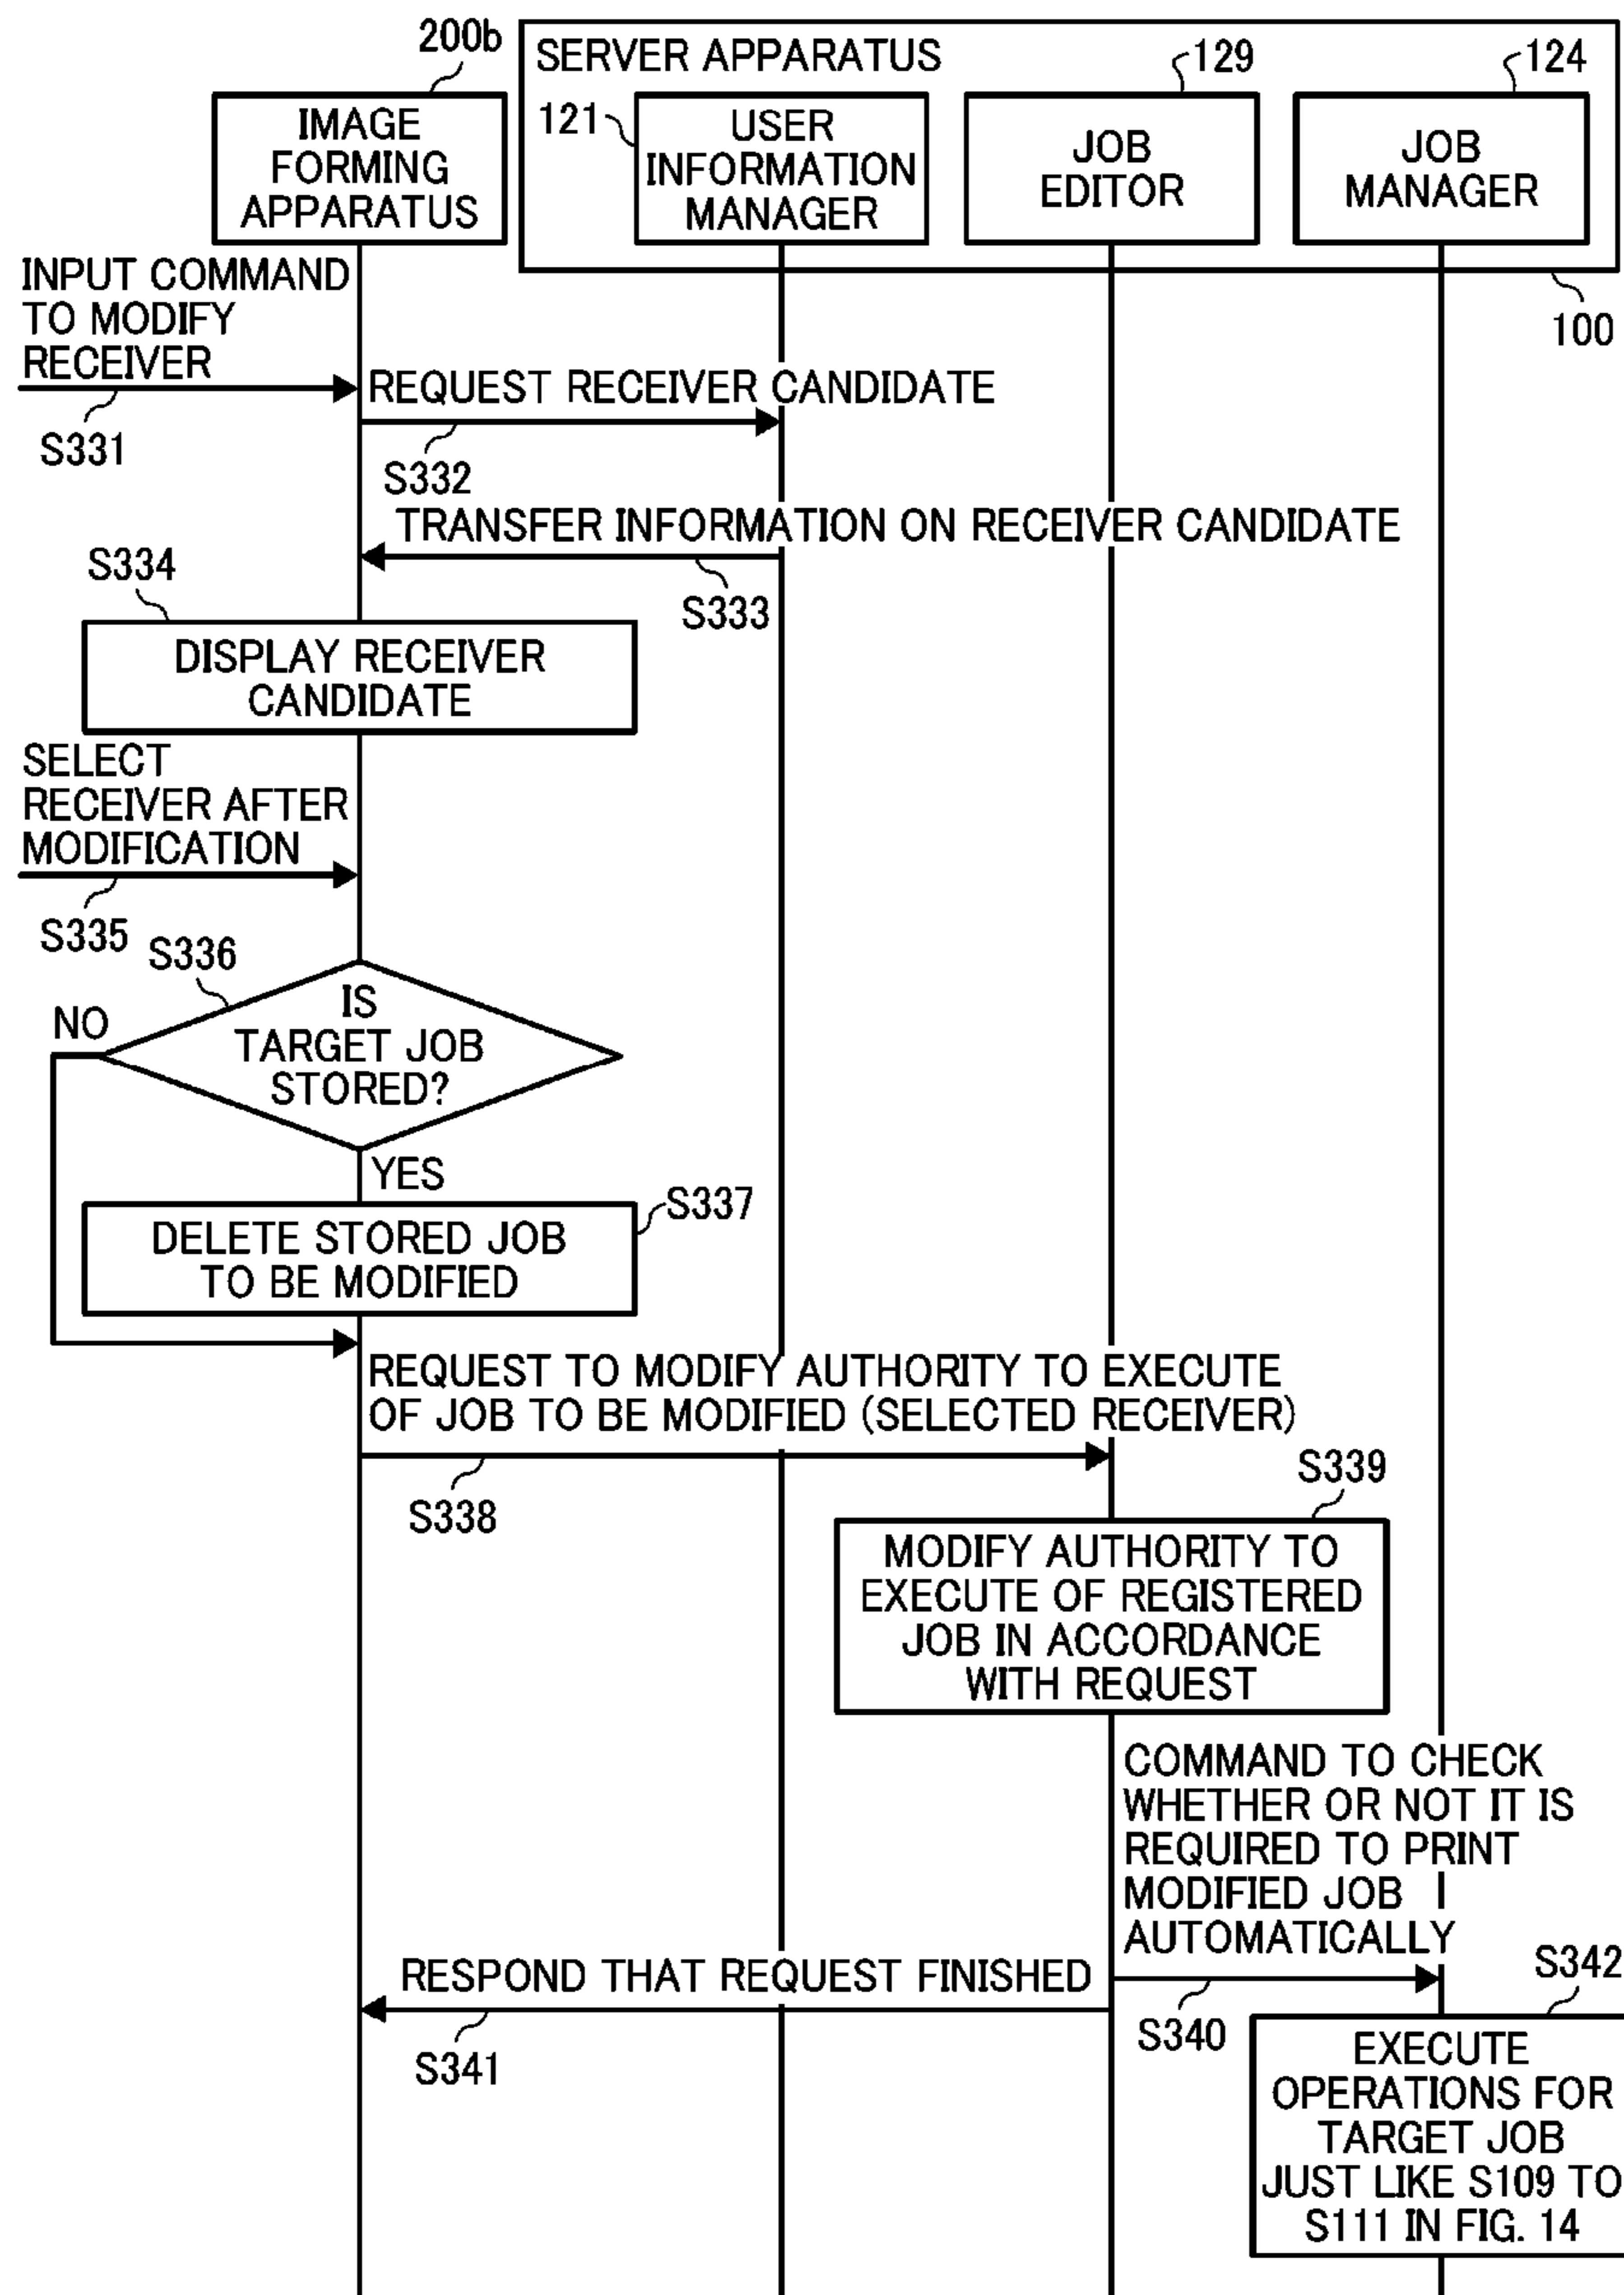 200b
SERVER APPARATUS
129
124
121
IMAGE
FORMING
APPARATUS
USER
INFORMATION
MANAGER
JOB
EDITOR
JOB
MANAGER
100
INPUT COMMAND
TO MODIFY
RECEIVER
S331
REQUEST RECEIVER CANDIDATE
S332
TRANSFER INFORMATION ON RECEIVER CANDIDATE
S333
S334
DISPLAY RECEIVER
CANDIDATE
SELECT
RECEIVER AFTER
MODIFICATION
S335
S336
NO
IS
TARGET JOB
STORED?
YES
S337
DELETE STORED JOB
TO BE MODIFIED
REQUEST TO MODIFY AUTHORITY TO EXECUTE
OF JOB TO BE MODIFIED (SELECTED RECEIVER)
S338
S339
MODIFY AUTHORITY TO
EXECUTE OF REGISTERED
JOB IN ACCORDANCE
WITH REQUEST
COMMAND TO CHECK
WHETHER OR NOT IT IS
REQUIRED TO PRINT
MODIFIED JOB
AUTOMATICALLY
S340
RESPOND THAT REQUEST FINISHED
S341
S342
EXECUTE
OPERATIONS FOR
TARGET JOB
JUST LIKE S109 TO
S111 IN FIG. 14